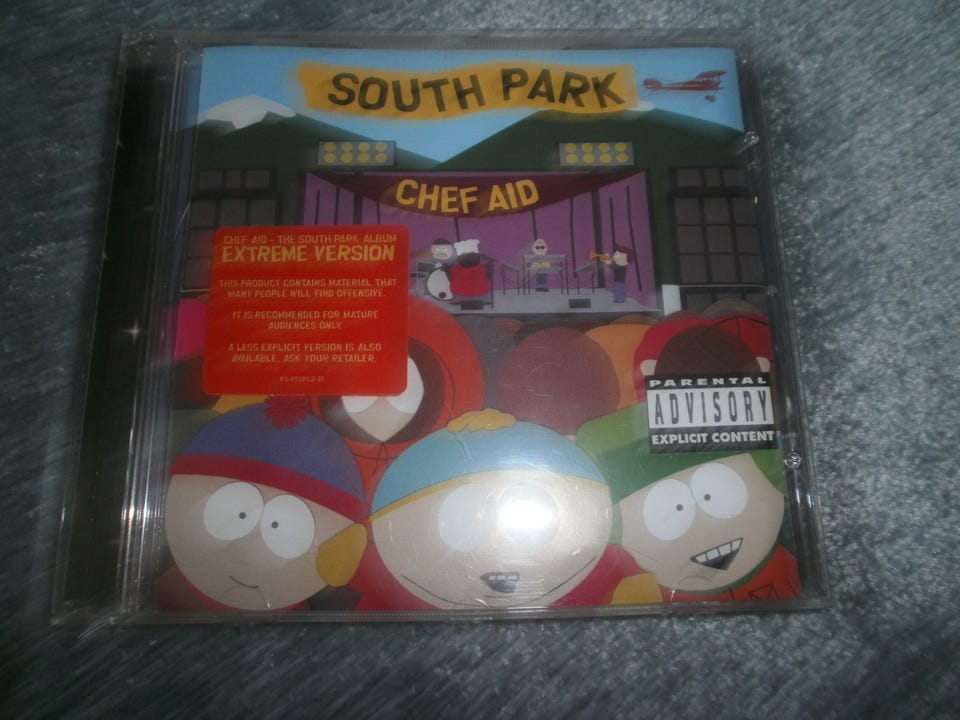 SOUTH PARK
CHEF AID
CHEF AID - THE SOUTH PARK ALBUM
EXTREME VERSION
THIS PRODUCT CONTAINS MATERIAL THAT
MANY PEOPLE WILL FIND OFFENSIVE.
IT IS RECOMMENDED FOR MATURE
AUDIENCES ONLY.
A LESS EXPLICIT VERSION IS ALSO
AVAILABLE. ASK YOUR RETAILER.
PARENTAL
ADVISORY
EXPLICIT CONTENT